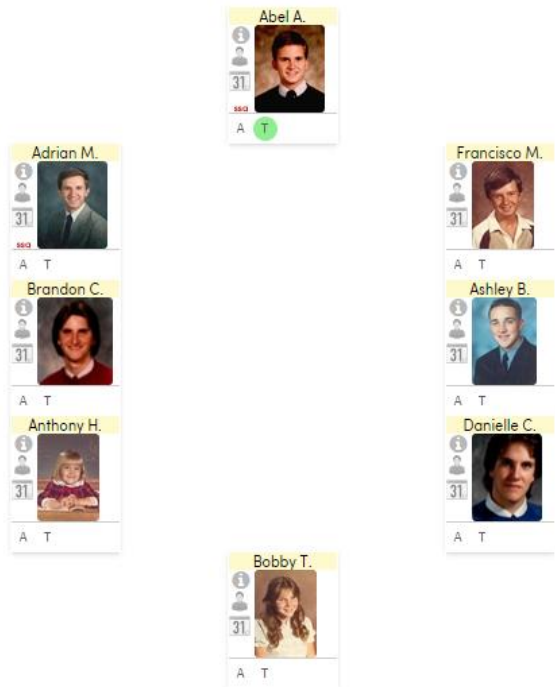 Abel A.
31
ssa
A T
Adrian M.
31
ssa
A T
Francisco M.
31
A T
Brandon C.
31
A T
Ashley B.
31
A T
Anthony H.
31
A T
Danielle C.
31
A T
Bobby T.
31
A T